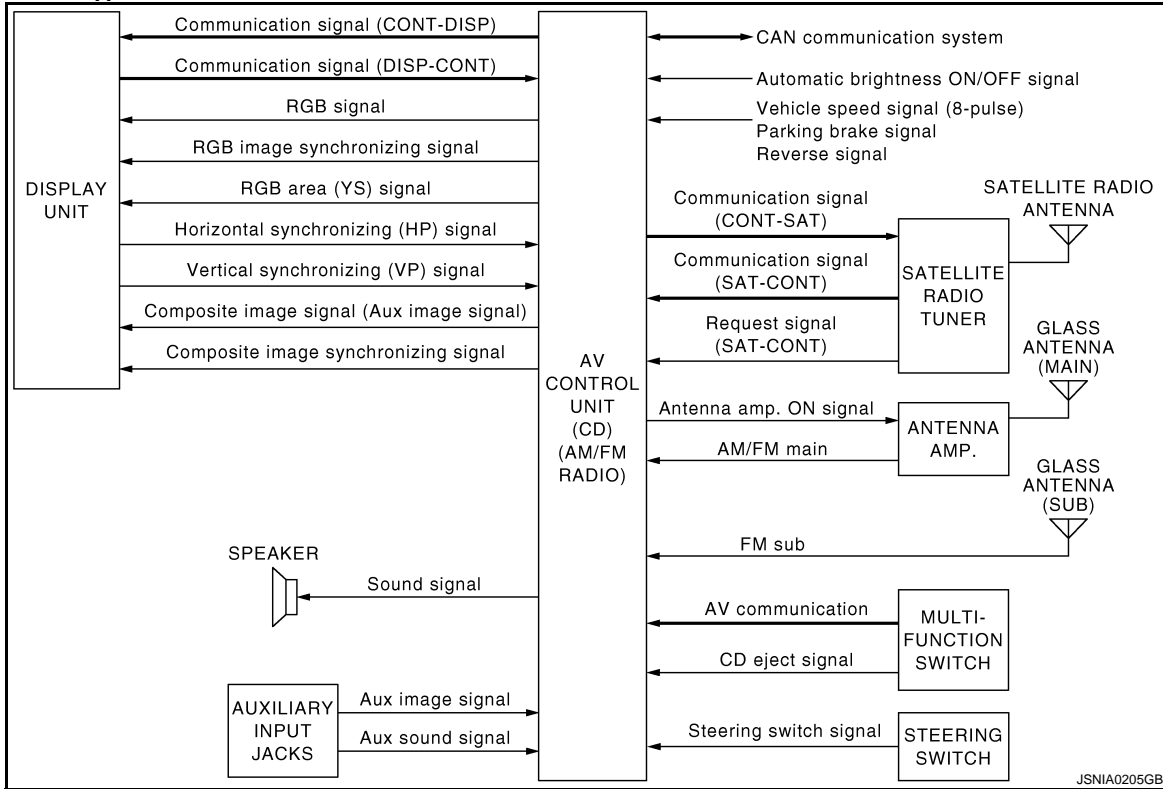 Communication signal (CONT-DISP)
Communication signal (DISP-CONT)
RGB signal
RGB image synchronizing signal
RGB area (YS) signal
Horizontal synchronizing (HP) signal
Vertical synchronizing (VP) signal
Composite image signal (Aux image signal)
Composite image synchronizing signal
DISPLAY
UNIT
SPEAKER
Sound signal
AUXILIARY
INPUT
JACKS
Aux image signal
Aux sound signal
AV
CONTROL
UNIT
(CD)
(AM/FM
RADIO)
CAN communication system
Automatic brightness ON/OFF signal
Vehicle speed signal (8-pulse)
Parking brake signal
Reverse signal
Communication signal
(CONT-SAT)
Communication signal
(SAT-CONT)
Request signal
(SAT-CONT)
SATELLITE
RADIO
TUNER
SATELLITE RADIO
ANTENNA
Antenna amp. ON signal
AM/FM main
ANTENNA
AMP.
GLASS
ANTENNA
(MAIN)
GLASS
ANTENNA
(SUB)
FM sub
AV communication
CD eject signal
MULTI-
FUNCTION
SWITCH
Steering switch signal
STEERING
SWITCH
JSNIA0205GB